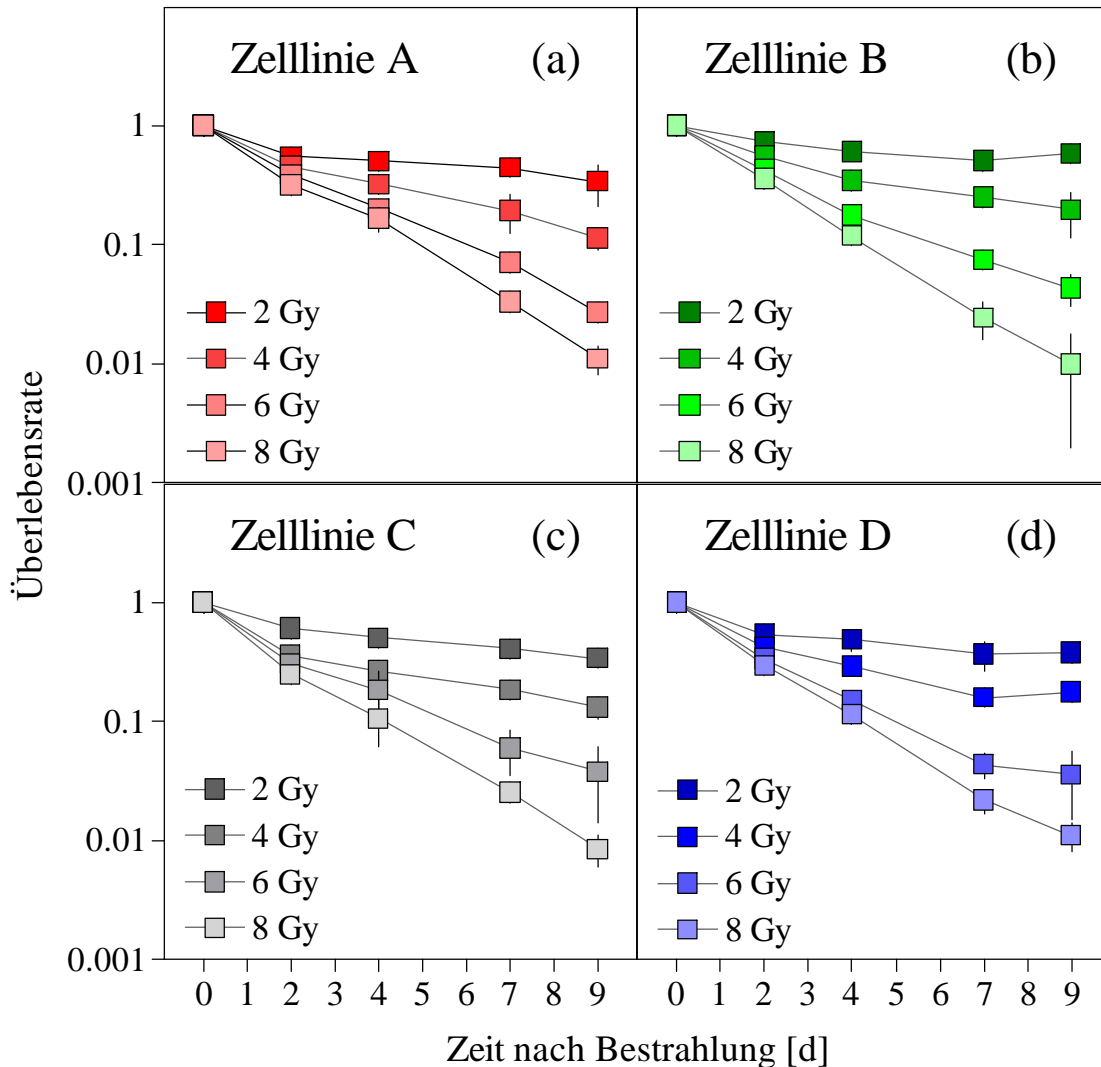 Zelllinie A (a)
1
0.1
0.01
0.001
2 Gy
4 Gy
6 Gy
8 Gy
Zelllinie B (b)
2 Gy
4 Gy
6 Gy
8 Gy
Überlebensrate
Zelllinie C (c)
1
0.1
0.01
0.001
2 Gy
4 Gy
6 Gy
8 Gy
0 1 2 3 4 5 6 7 8 9
Zelllinie D (d)
2 Gy
4 Gy
6 Gy
8 Gy
0 1 2 3 4 5 6 7 8 9
Zeit nach Bestrahlung [d]